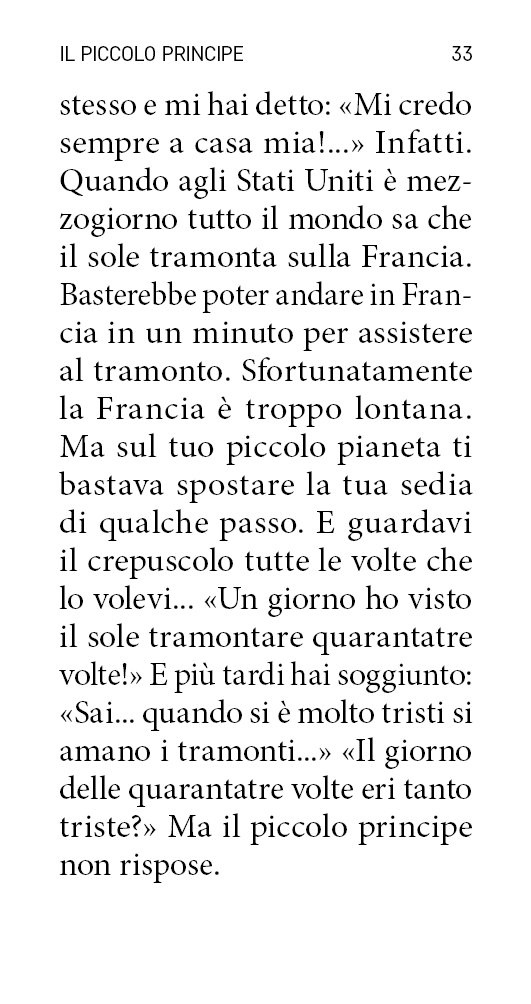 IL PICCOLO PRINCIPE 33
stesso e mi hai detto: «Mi credo
sempre a casa mia!...» Infatti.
Quando agli Stati Uniti è mez-
zogiorno tutto il mondo sa che
il sole tramonta sulla Francia.
Basterebbe poter andare in Fran-
cia in un minuto per assistere
al tramonto. Sfortunatamente
la Francia è troppo lontana.
Ma sul tuo piccolo pianeta ti
bastava spostare la tua sedia
di qualche passo. E guardavi
il crepuscolo tutte le volte che
lo volevi... «Un giorno ho visto
il sole tramontare quarantatre
volte!» E più tardi hai soggiunto:
«Sai... quando si è molto tristi si
amano i tramonti...» «Il giorno
delle quarantatre volte eri tanto
triste?» Ma il piccolo principe
non rispose.